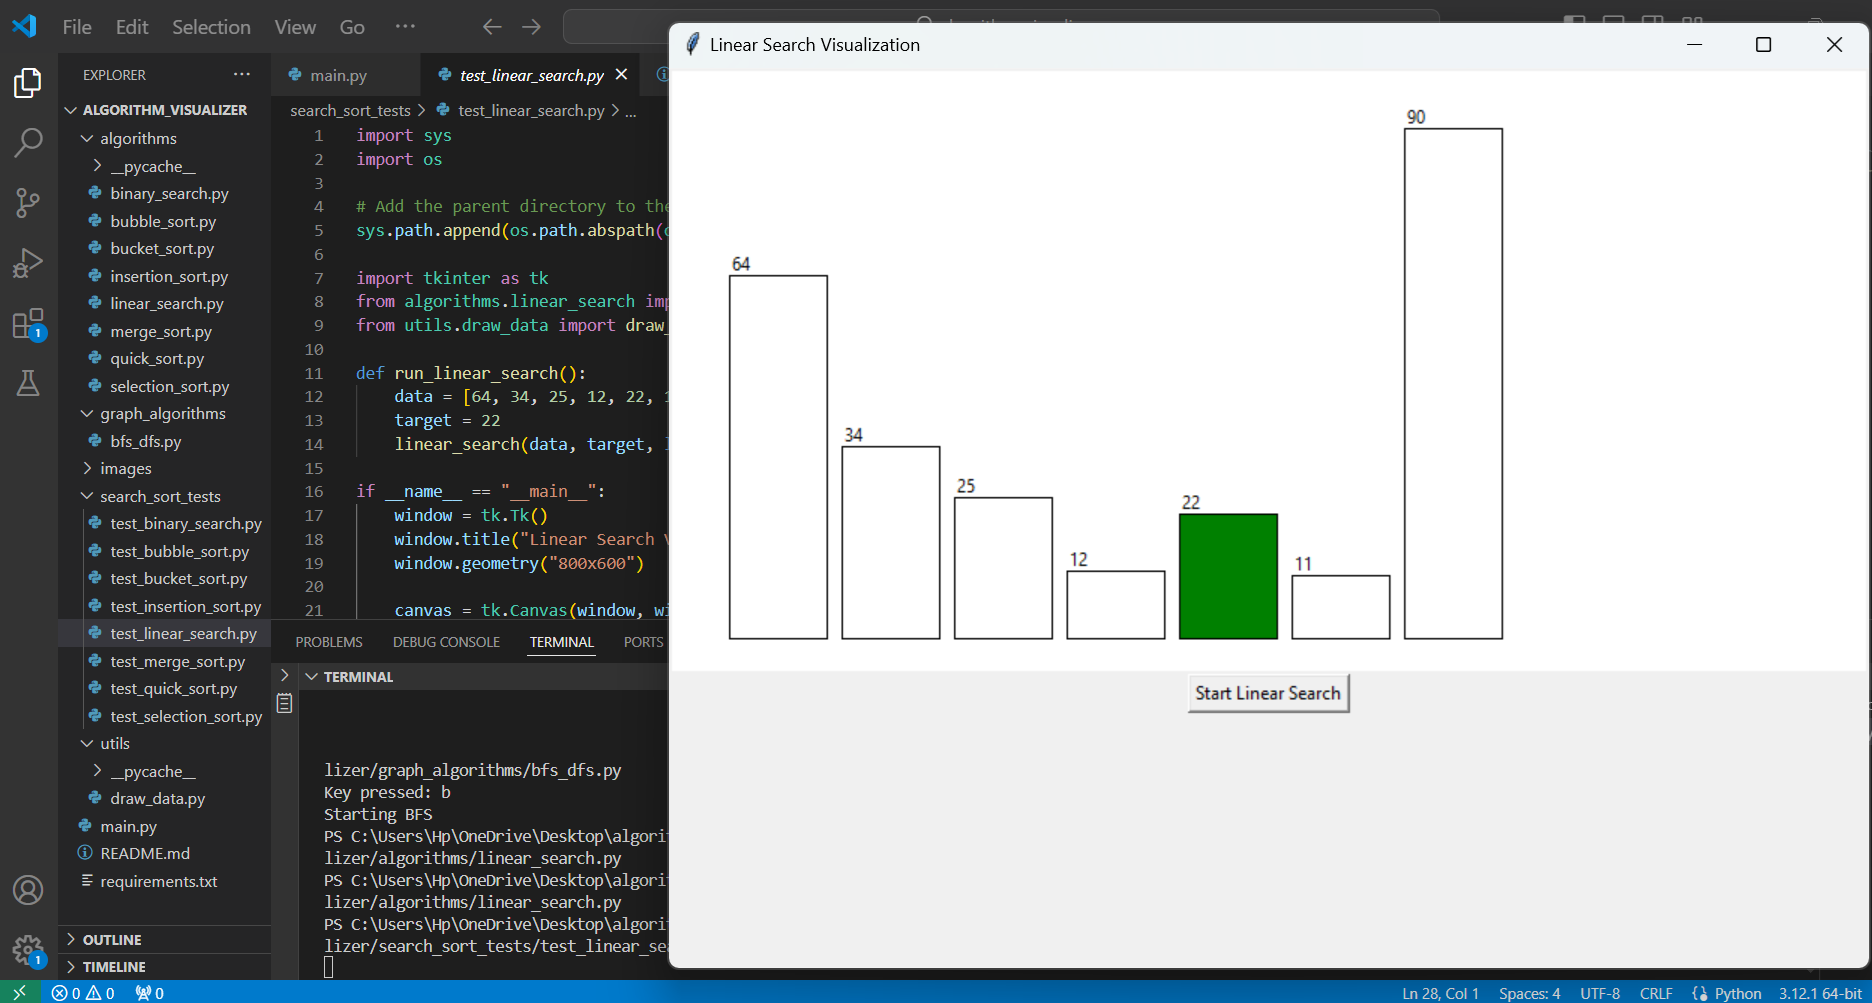 File Edit Selection View Go ...
Linear Search Visualization
EXPLORER ...
ALGORITHM_VISUALIZER
algorithms
__pycache__
binary_search.py
bubble_sort.py
bucket_sort.py
insertion_sort.py
linear_search.py
merge_sort.py
quick_sort.py
selection_sort.py
graph_algorithms
bfs_dfs.py
images
search_sort_tests
test_binary_search.py
test_bubble_sort.py
test_bucket_sort.py
test_insertion_sort.py
test_linear_search.py
test_merge_sort.py
test_quick_sort.py
test_selection_sort.py
utils
__pycache__
draw_data.py
main.py
README.md
requirements.txt
OUTLINE
TIMELINE
1
1
main.py test_linear_search.py
search_sort_tests > test_linear_search.py > ...
1 import sys
2 import os
3
4 # Add the parent directory to the
5 sys.path.append(os.path.abspath(
6
7 import tkinter as tk
8 from algorithms.linear_search imp
9 from utils.draw_data import draw_
10
11 def run_linear_search():
12 data = [64, 34, 25, 12, 22, 1
13 target = 22
14 linear_search(data, target,
15
16 if __name__ == "__main__":
17 window = tk.Tk()
18 window.title("Linear Search
19 window.geometry("800x600")
20
21 canvas = tk.Canvas(window, wi
PROBLEMS DEBUG CONSOLE TERMINAL PORTS
TERMINAL
lizer/graph_algorithms/bfs_dfs.py
Key pressed: b
Starting BFS
PS C:\Users\Hp\OneDrive\Desktop\algorit
lizer/algorithms/linear_search.py
PS C:\Users\Hp\OneDrive\Desktop\algorit
lizer/algorithms/linear_search.py
PS C:\Users\Hp\OneDrive\Desktop\algorit
lizer/search_sort_tests/test_linear_sea
64
34
25
12
22
11
90
Start Linear Search
0 0 0
Ln 28, Col 1 Spaces: 4 UTF-8 CRLF Python 3.12.1 64-bit